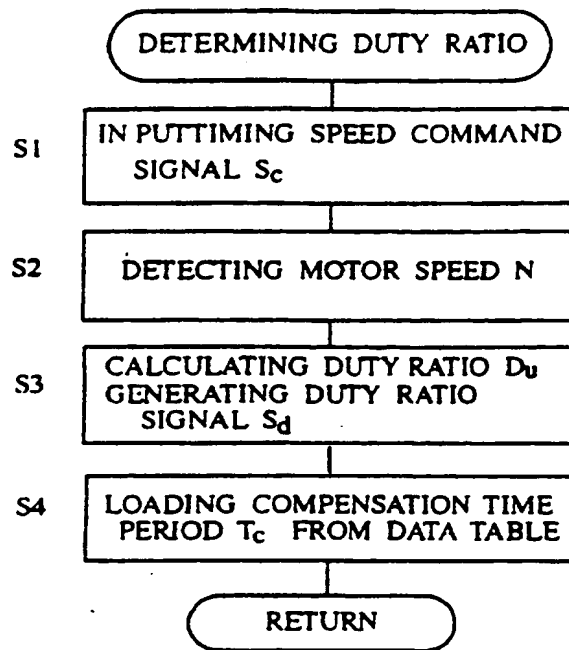 DETERMINING DUTY RATIO
S1
IN PUTTIMING SPEED COMMAND
SIGNAL Sc
S2
DETECTING MOTOR SPEED N
S3
CALCULATING DUTY RATIO Du
GENERATING DUTY RATIO
SIGNAL Sd
S4
LOADING COMPENSATION TIME
PERIOD Tc FROM DATA TABLE
RETURN